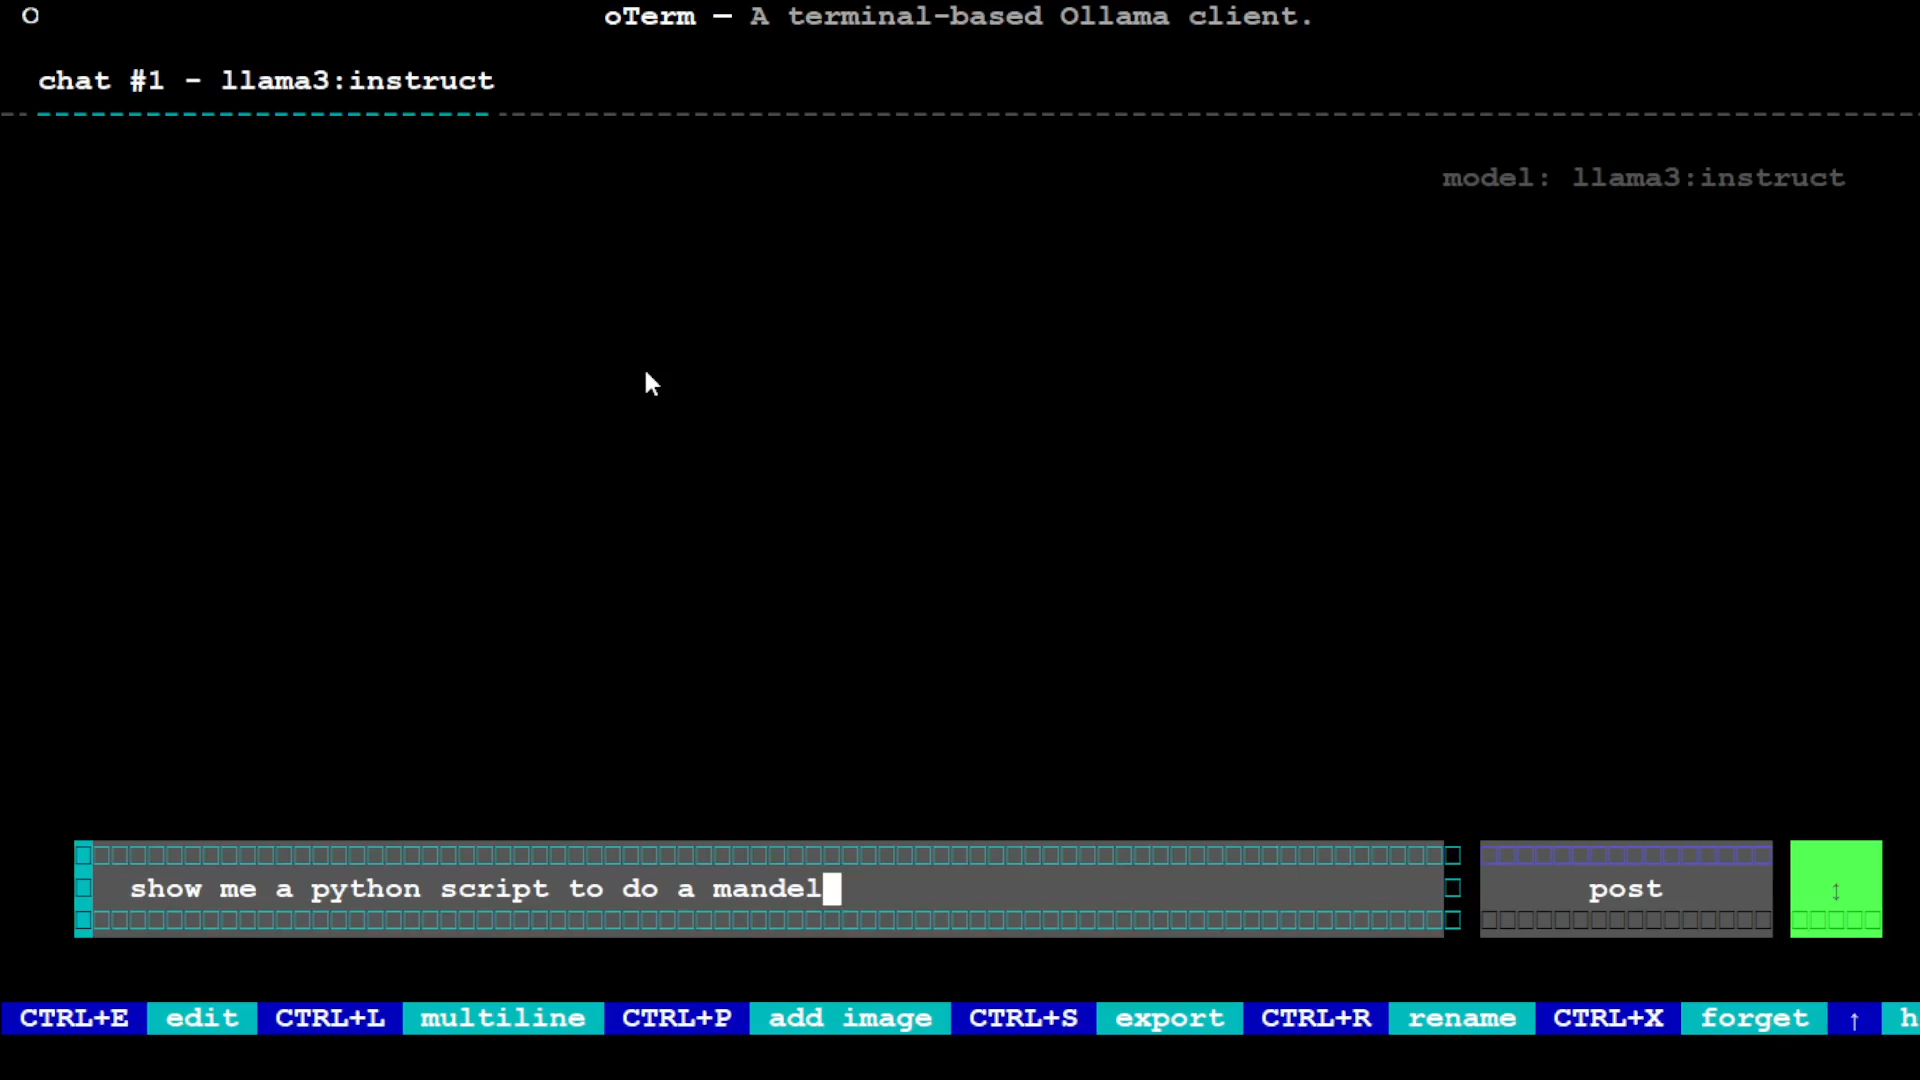 O oTerm — A terminal-based Ollama client.
chat #1 - llama3:instruct
model: llama3:instruct
show me a python script to do a mandel
post ↕
CTRL+E edit CTRL+L multiline CTRL+P add image CTRL+S export CTRL+R rename CTRL+X forget ↑ h